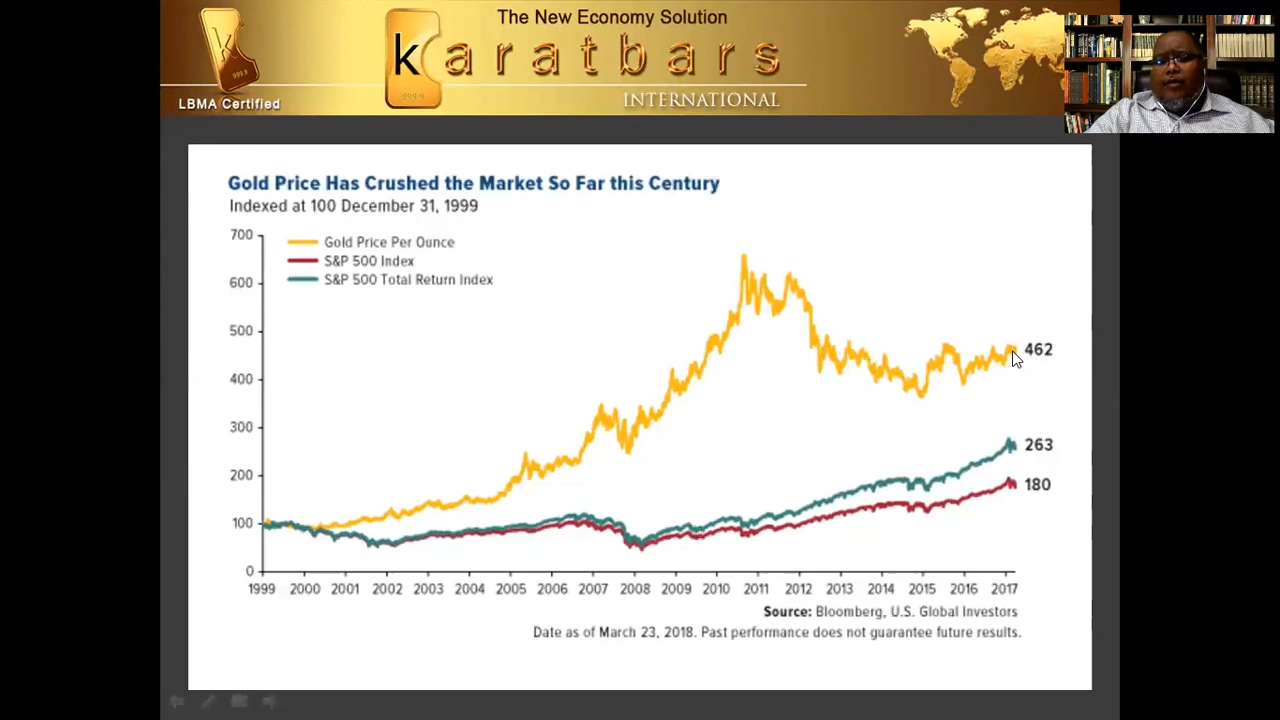 The New Economy Solution
k
999.9
LBMA Certified
karatbars
999.9
INTERNATIONAL
Gold Price Has Crushed the Market So Far this Century
Indexed at 100 December 31, 1999
700
600
500
400
300
200
100
0
Gold Price Per Ounce
S&P 500 Index
S&P 500 Total Return Index
462
263
180
1999 2000 2001 2002 2003 2004 2005 2006 2007 2008 2009 2010 2011 2012 2013 2014 2015 2016 2017
Source: Bloomberg, U.S. Global Investors
Date as of March 23, 2018. Past performance does not guarantee future results.